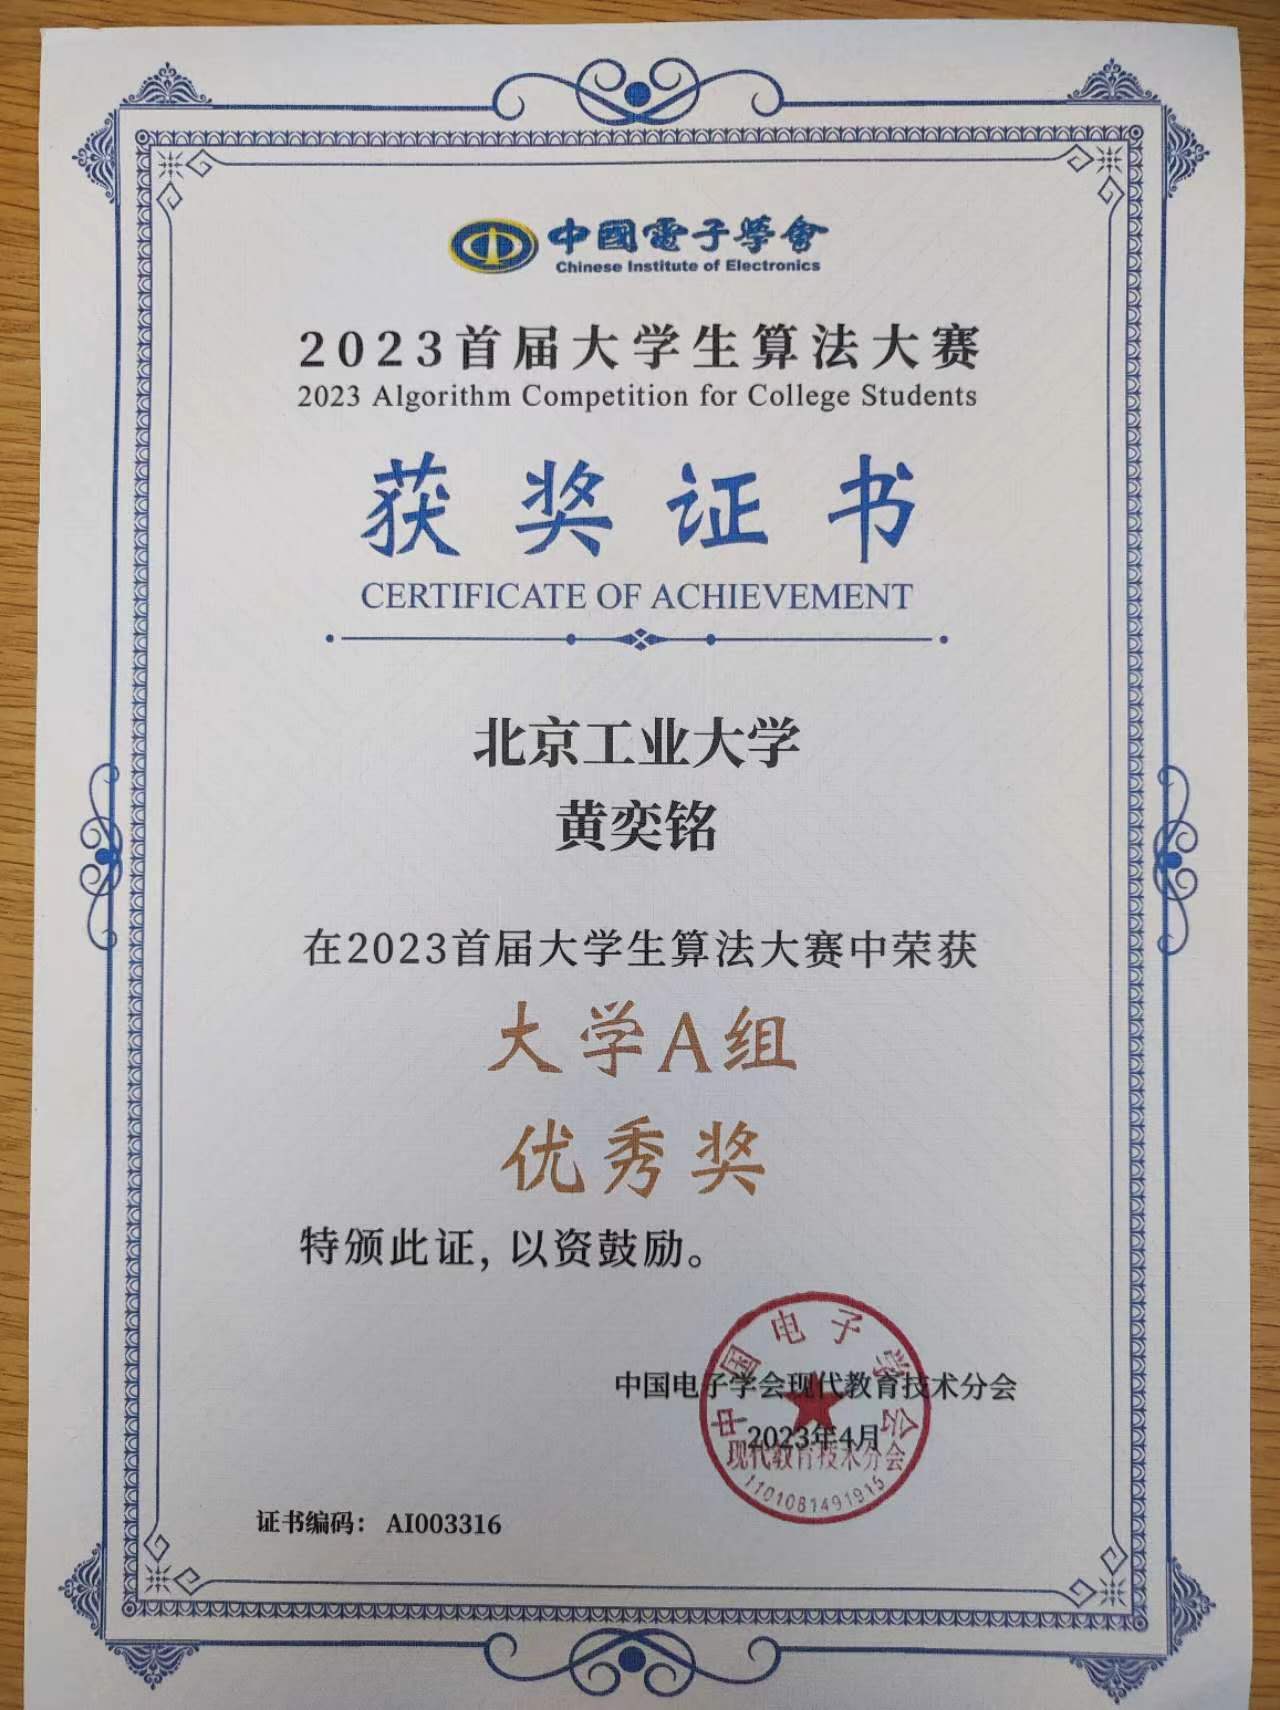 中國電子學會
Chinese Institute of Electronics
2023首届大学生算法大赛
2023 Algorithm Competition for College Students
获奖证书
CERTIFICATE OF ACHIEVEMENT
北京工业大学
黄奕铭
在2023首届大学生算法大赛中荣获
大学A组
优秀奖
特颁此证，以资鼓励。
中国电子学会
中国电子学会现代教育技术分会
2023年4月
现代教育技术分会
1101081491915
证书编码： AI003316